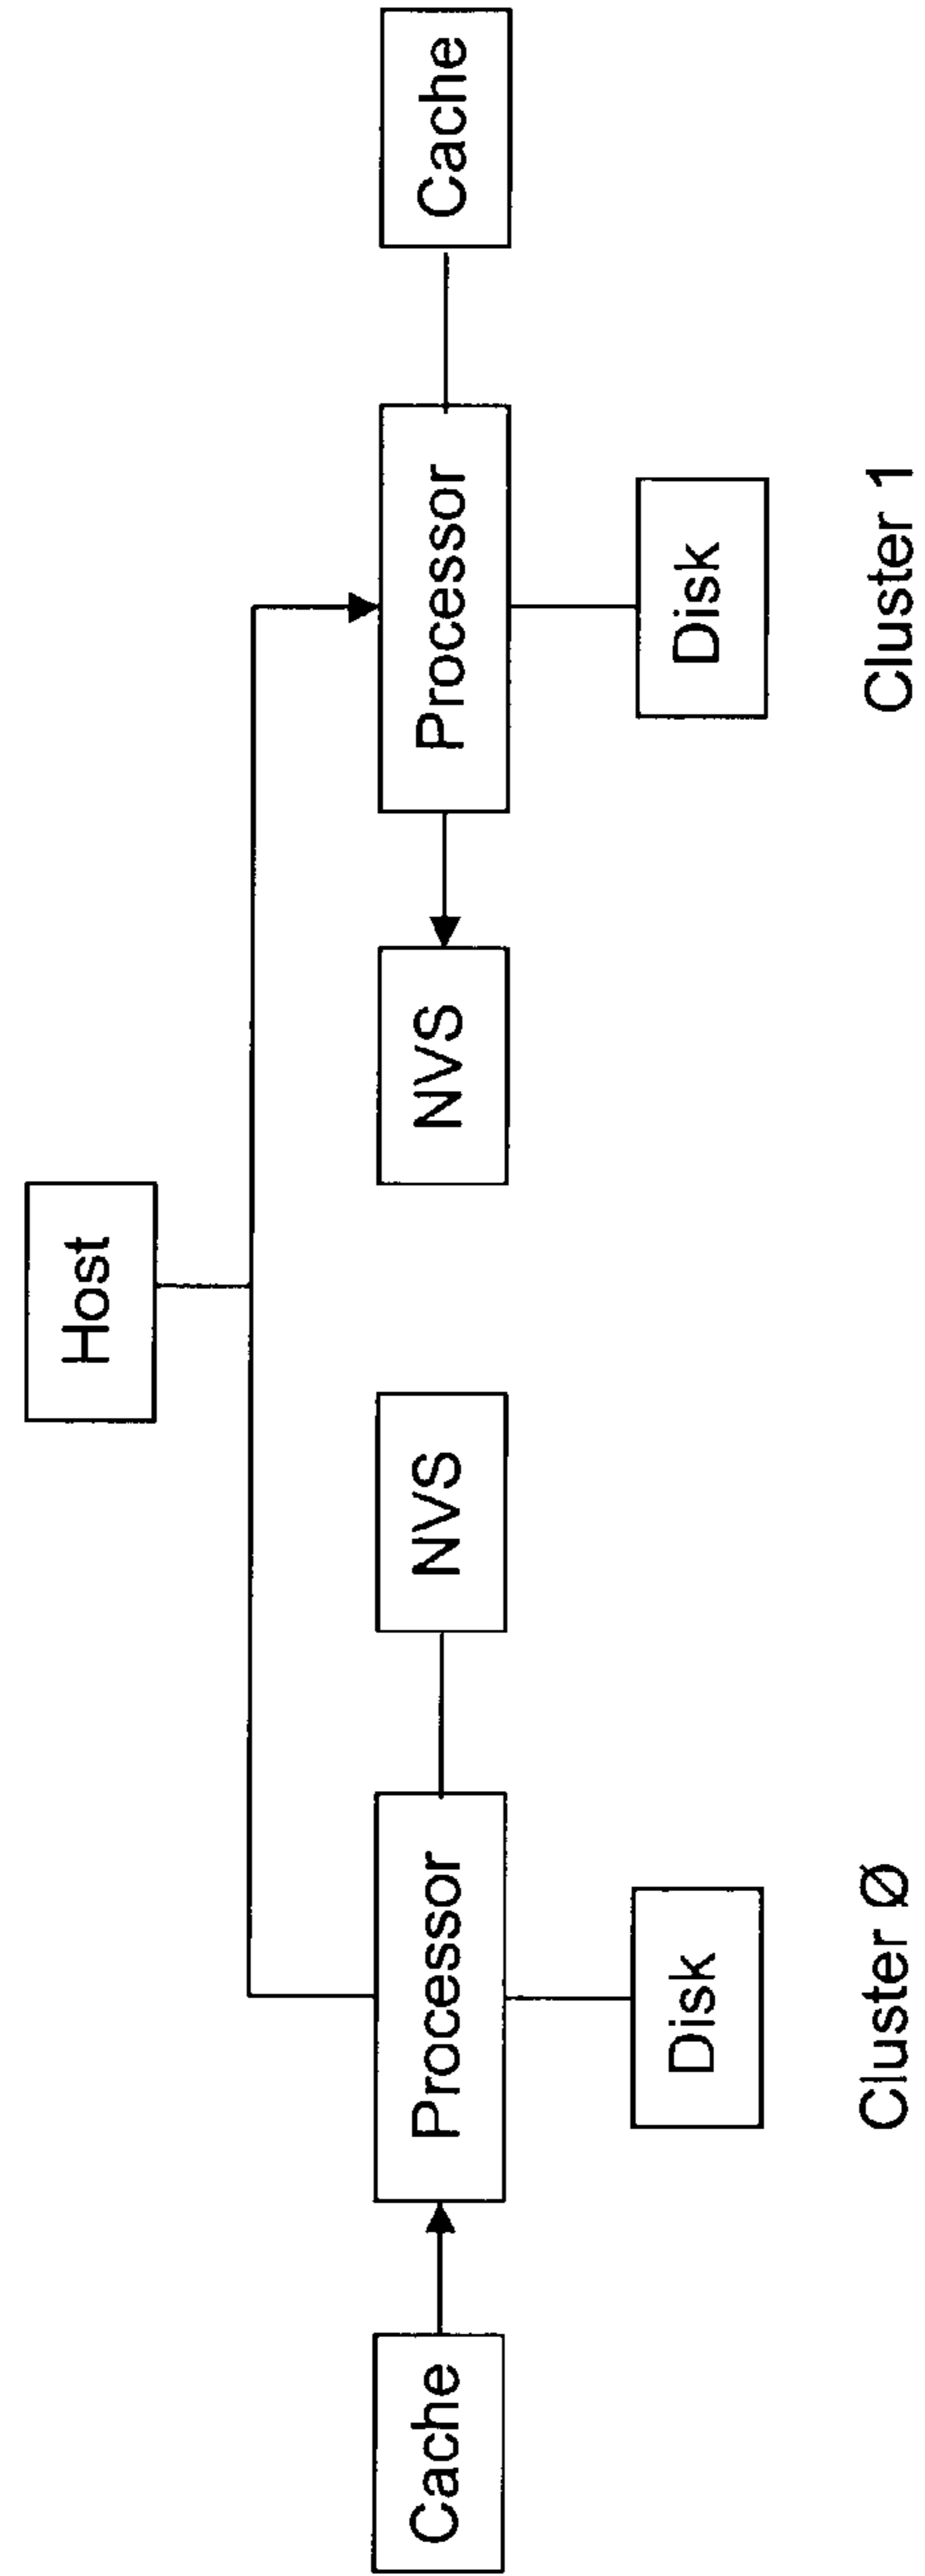 Host
Cache
Processor
NVS
NVS
Processor
Cache
Disk
Disk
Cluster Ø
Cluster 1